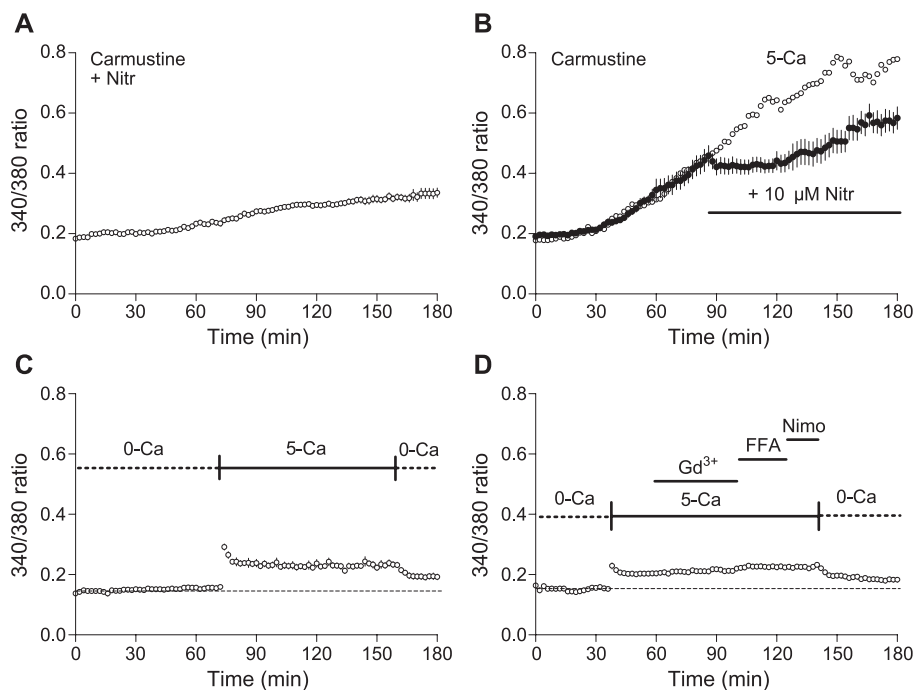 A
B
0.8
0.6
0.4
0.2
0.0
340/380 ratio
Carmustine
+ Nitr
0
30
60
90
120
150
180
Time (min)
0.8
0.6
0.4
0.2
0.0
340/380 ratio
Carmustine
5-Ca
+ 10 µM Nitr
0
30
60
90
120
150
180
Time (min)
C
D
0.8
0.6
0.4
0.2
0.0
340/380 ratio
0-Ca
5-Ca
0-Ca
0
30
60
90
120
150
180
Time (min)
0.8
0.6
0.4
0.2
0.0
340/380 ratio
Nimo
FFA
Gd³⁺
0-Ca
5-Ca
0-Ca
0
30
60
90
120
150
180
Time (min)